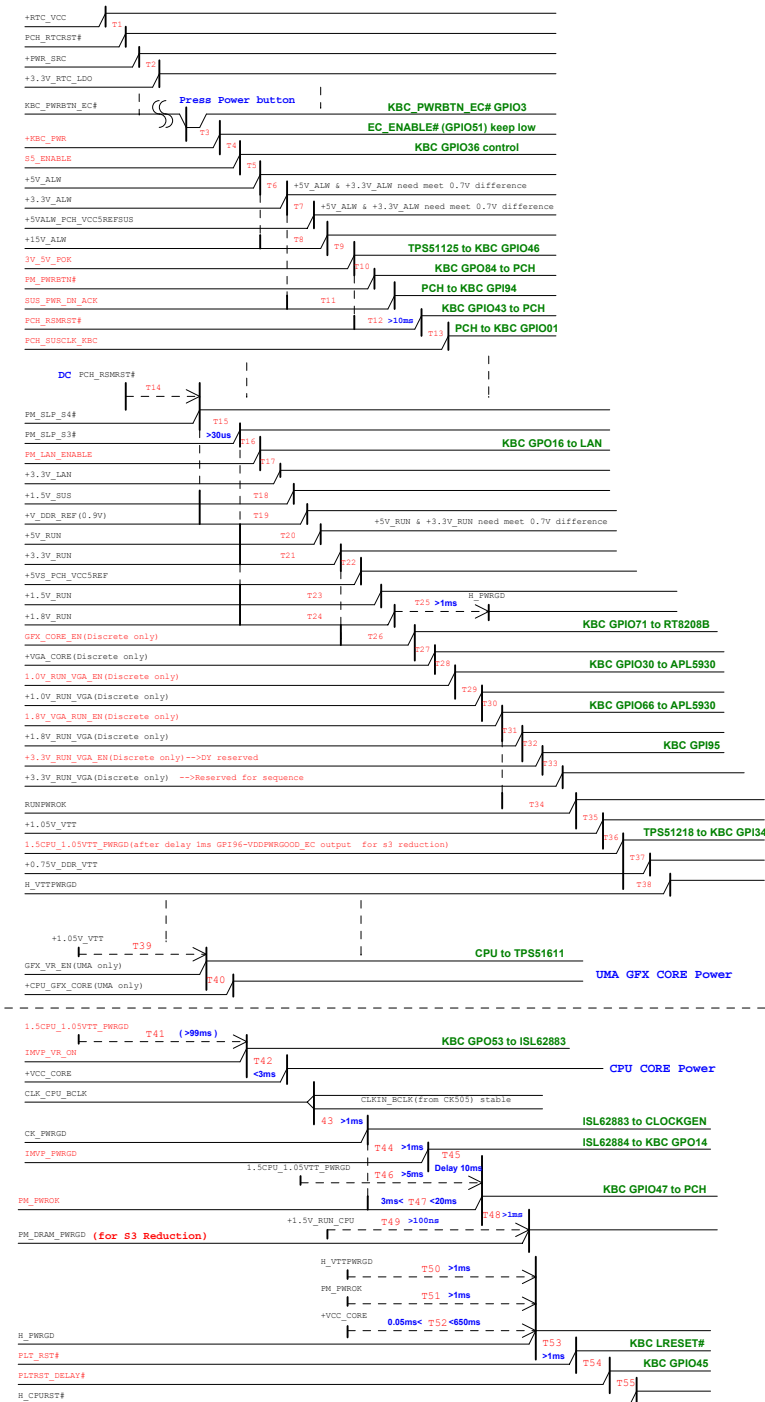 +RTC_VCC
T1
PCH_RTCRST#
+PWR_SRC
T2
+3.3V_RTC_LDO
KBC_PWRBTN_EC#
Press Power button
KBC_PWRBTN_EC# GPIO3
T3
EC_ENABLE# (GPIO51) keep low
+KBC_PWR
T4
KBC GPIO36 control
S5_ENABLE
T5
+5V_ALW
T6
+5V_ALW & +3.3V_ALW need meet 0.7V difference
+3.3V_ALW
T7
+5V_ALW & +3.3V_ALW need meet 0.7V difference
+5VALW_PCH_VCC5REFSUS
T8
+15V_ALW
T9
TPS51125 to KBC GPIO46
3V_5V_POK
T10
KBC GPO84 to PCH
PM_PWRBTN#
PCH to KBC GPI94
SUS_PWR_DN_ACK
T11
KBC GPIO43 to PCH
PCH_RSMRST#
T12 >10ms
T13
PCH to KBC GPIO01
PCH_SUSCLK_KBC
DC PCH_RSMRST#
T14
PM_SLP_S4#
T15
PM_SLP_S3#
>30us
T16
KBC GPO16 to LAN
PM_LAN_ENABLE
T17
+3.3V_LAN
+1.5V_SUS
T18
+V_DDR_REF(0.9V)
T19
+5V_RUN & +3.3V_RUN need meet 0.7V difference
+5V_RUN
T20
+3.3V_RUN
T21
T22
+5VS_PCH_VCC5REF
+1.5V_RUN
T23
T25 >1ms
H_PWRGD
+1.8V_RUN
T24
KBC GPIO71 to RT8208B
GFX_CORE_EN(Discrete only)
T26
T27
+VGA_CORE(Discrete only)
T28
KBC GPIO30 to APL5930
1.0V_RUN_VGA_EN(Discrete only)
T29
+1.0V_RUN_VGA(Discrete only)
T30
KBC GPIO66 to APL5930
1.8V_VGA_RUN_EN(Discrete only)
T31
+1.8V_RUN_VGA(Discrete only)
T32
KBC GPI95
+3.3V_RUN_VGA_EN(Discrete only)-->DY reserved
T33
+3.3V_RUN_VGA(Discrete only) -->Reserved for sequence
RUNPWROK
T34
T35
+1.05V_VTT
T36
TPS51218 to KBC GPI34
1.5CPU_1.05VTT_PWRGD(after delay 1ms GPI96-VDDPWRGOOD_EC output for s3 reduction)
T37
+0.75V_DDR_VTT
H_VTTPWRGD
T38
+1.05V_VTT
T39
CPU to TPS51611
GFX_VR_EN(UMA only)
T40
UMA GFX CORE Power
+CPU_GFX_CORE(UMA only)
1.5CPU_1.05VTT_PWRGD
T41 ( >99ms )
KBC GPO53 to ISL62883
IMVP_VR_ON
T42
+VCC_CORE
<3ms
CPU CORE Power
CLK_CPU_BCLK
CLKIN_BCLK(from CK505) stable
43 >1ms
ISL62883 to CLOCKGEN
CK_PWRGD
T44 >1ms
ISL62884 to KBC GPO14
IMVP_PWRGD
T45
1.5CPU_1.05VTT_PWRGD
Delay 10ms
T46 >5ms
KBC GPIO47 to PCH
PM_PWROK
3ms< T47 <20ms
T48 >1ms
+1.5V_RUN_CPU
T49 >100ns
PM_DRAM_PWRGD (for S3 Reduction)
H_VTTPWRGD
T50 >1ms
PM_PWROK
T51 >1ms
+VCC_CORE
0.05ms< T52 <650ms
H_PWRGD
T53
KBC LRESET#
PLT_RST#
>1ms
T54
KBC GPIO45
PLTRST_DELAY#
T55
H_CPURST#